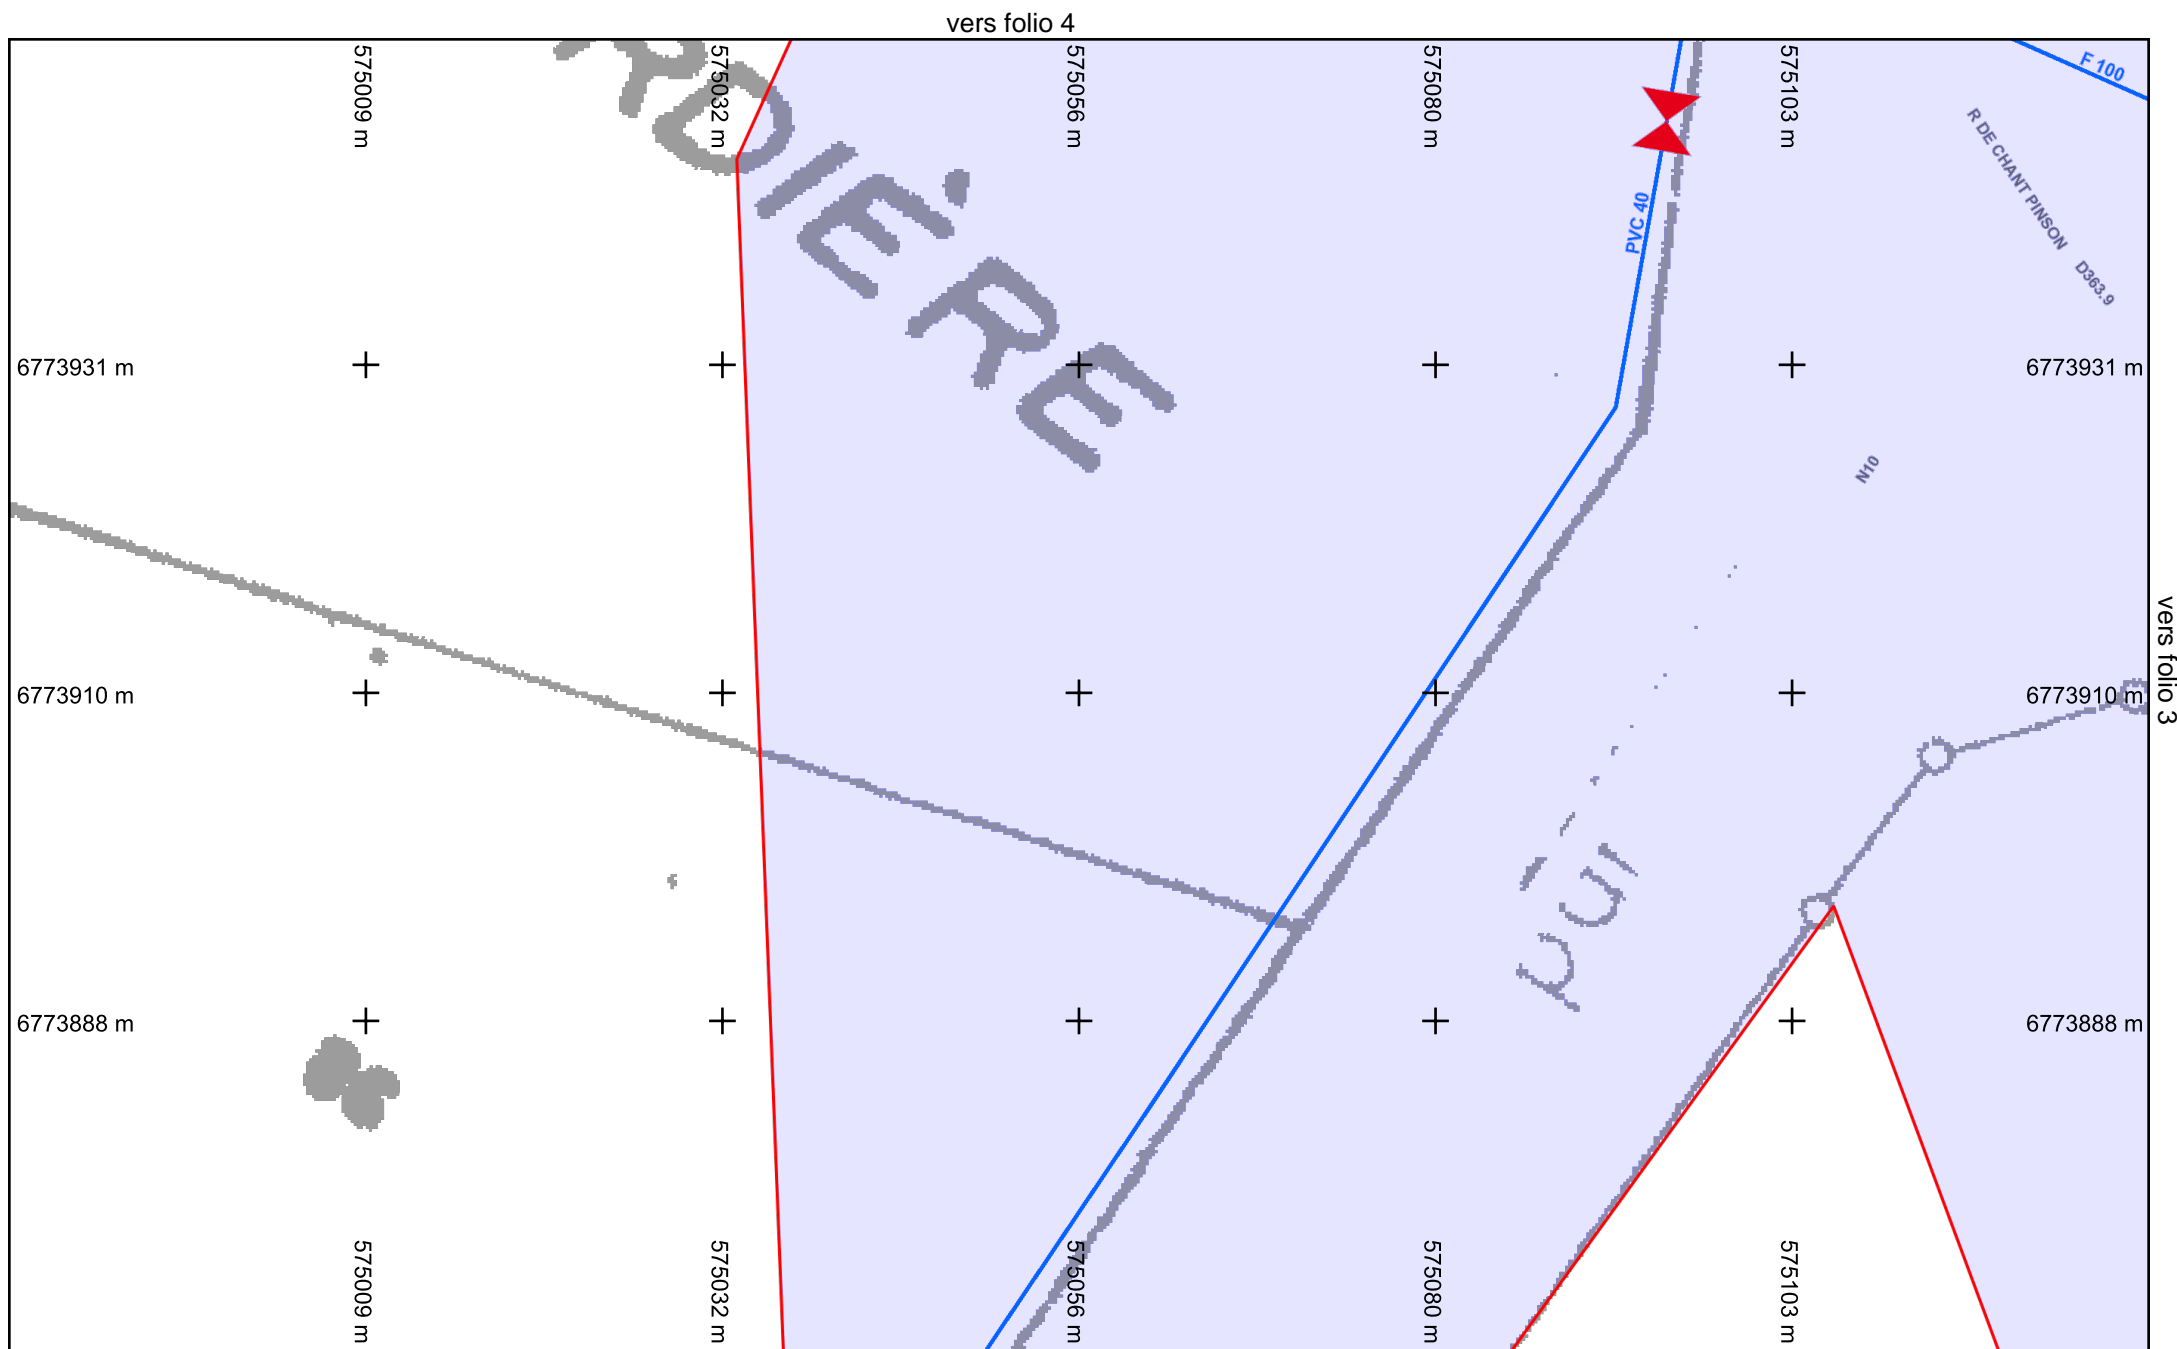 vers folio 4
575009 m
575032 m
575056 m
575080 m
575103 m
F 100
RDIÈRE
PVC 40
R DE CHANT PINSON D363.9
6773931 m
6773931 m
N10
6773910 m
6773910 m
vers folio 3
6773888 m
6773888 m
575009 m
575032 m
575056 m
575080 m
575103 m